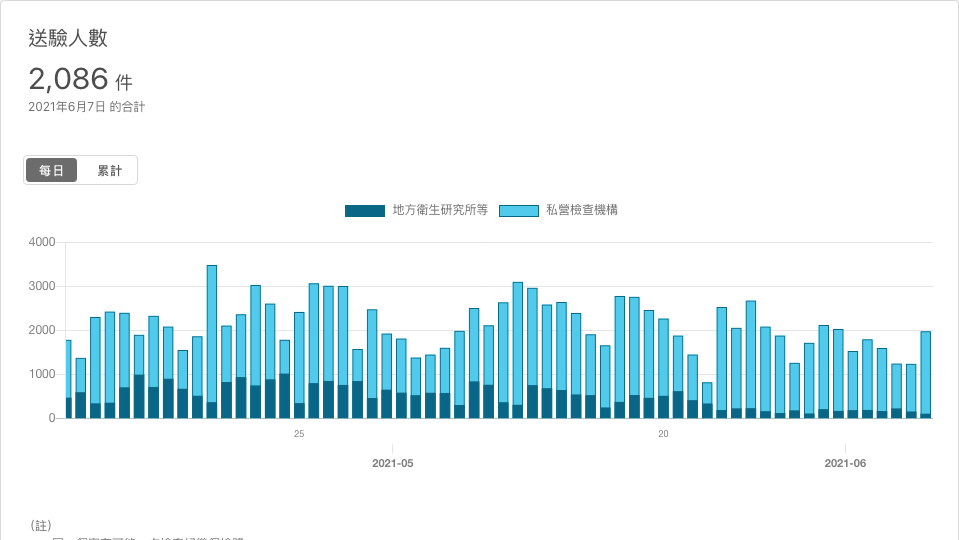 送驗人數
2,086 件
2021年6月7日 的合計
每日 累計
地方衛生研究所等 私營檢查機構
4000
3000
2000
1000
0
25 20
2021-05 2021-06
（註）